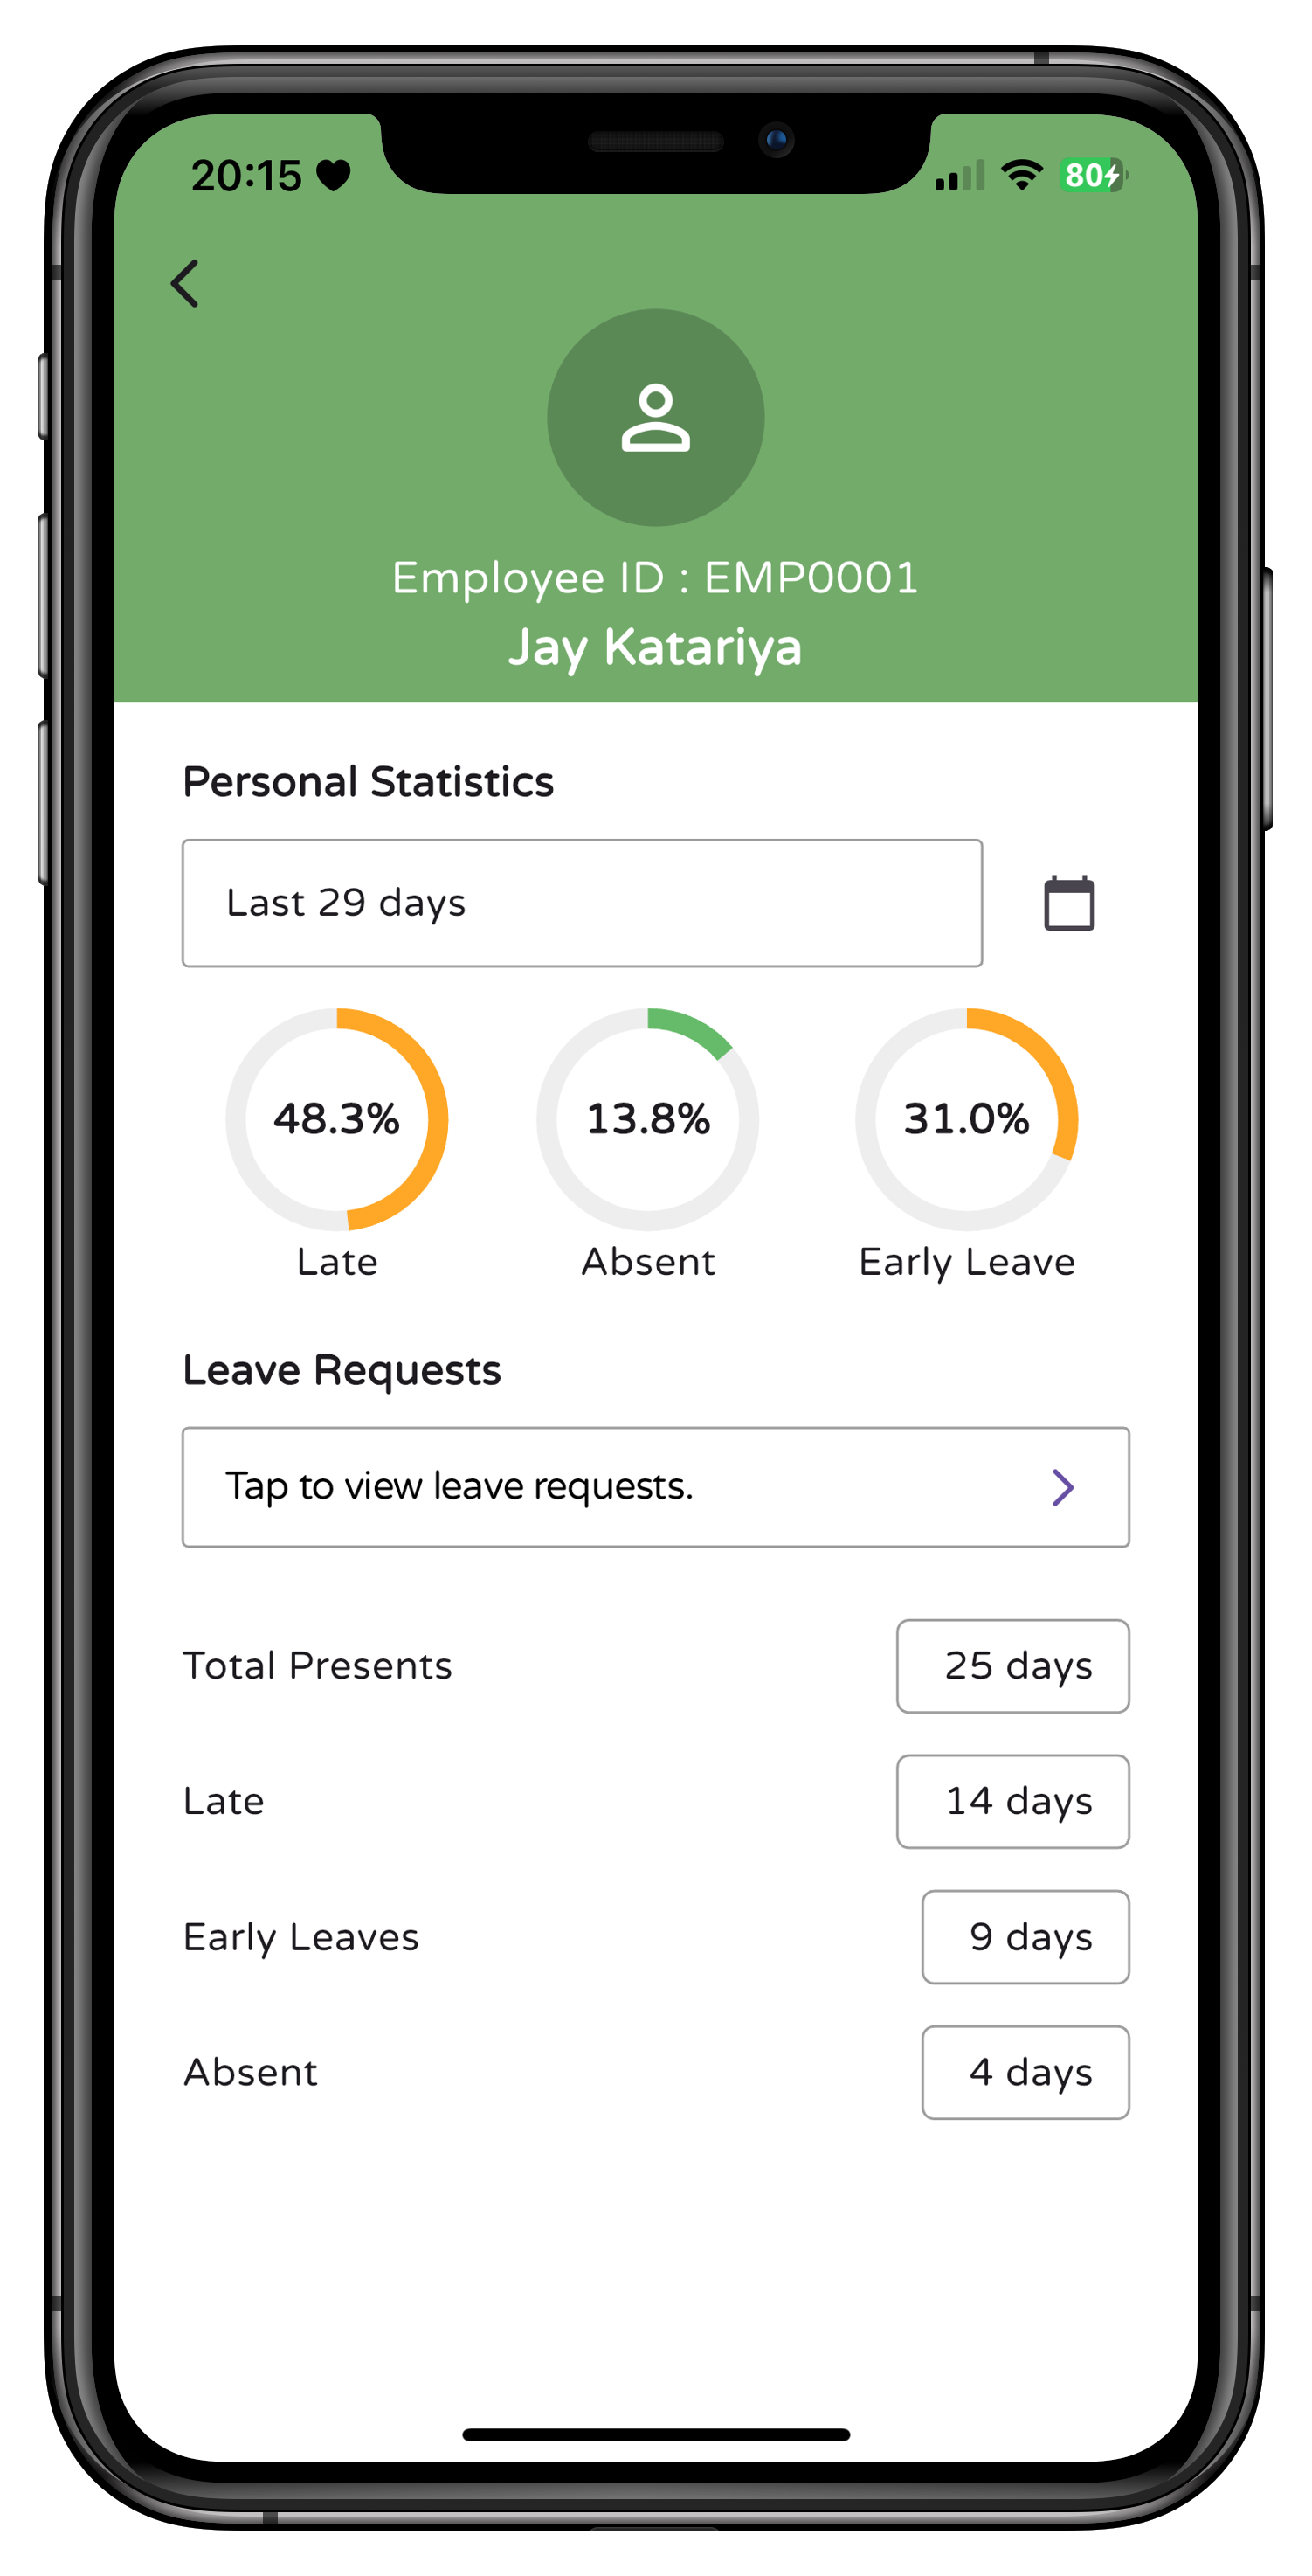 20:15
80
Employee ID : EMP0001
Jay Katariya
Personal Statistics
Last 29 days
48.3% 13.8% 31.0%
Late Absent Early Leave
Leave Requests
Tap to view leave requests.
Total Presents 25 days
Late 14 days
Early Leaves 9 days
Absent 4 days